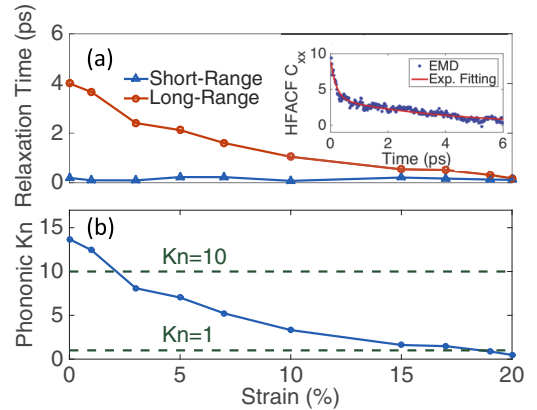 (a)
Relaxation Time (ps)
6
4
2
0
Short-Range
Long-Range
HFACF Cxx
10
5
0
EMD
Exp. Fitting
0
2
4
6
Time (ps)
(b)
Phononic Kn
15
10
5
0
Kn=10
Kn=1
0
5
10
15
20
Strain (%)